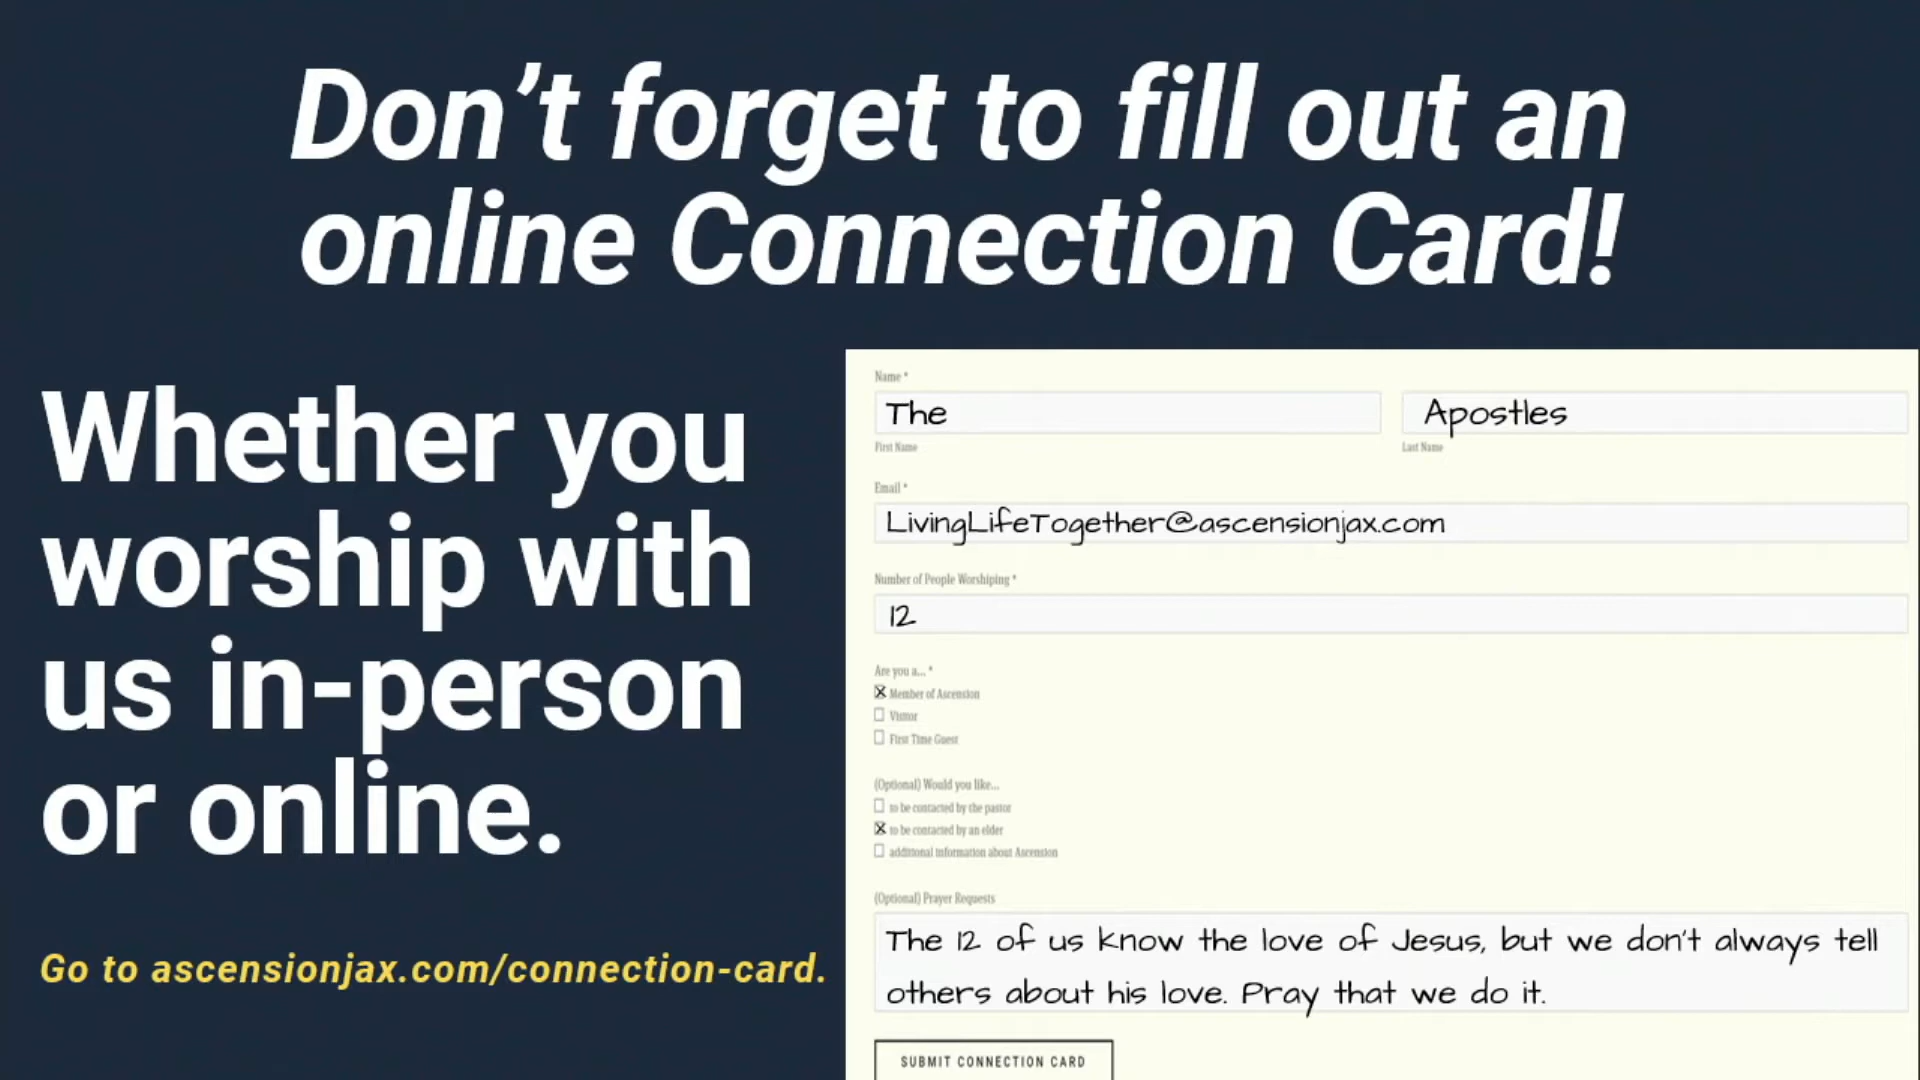 Don’t forget to fill out an
online Connection Card!
Whether you
worship with
us in-person
or online.
Go to ascensionjax.com/connection-card.
Name *
The Apostles
First Name Last Name
Email *
LivingLifeTogether@ascensionjax.com
Number of People Worshiping *
12
Are you a... *
Member of Ascension
Visitor
First Time Guest
(Optional) Would you like...
to be contacted by the pastor
to be contacted by an elder
additional information about Ascension
(Optional) Prayer Requests
The 12 of us know the love of Jesus, but we don't always tell
others about his love. Pray that we do it.
SUBMIT CONNECTION CARD